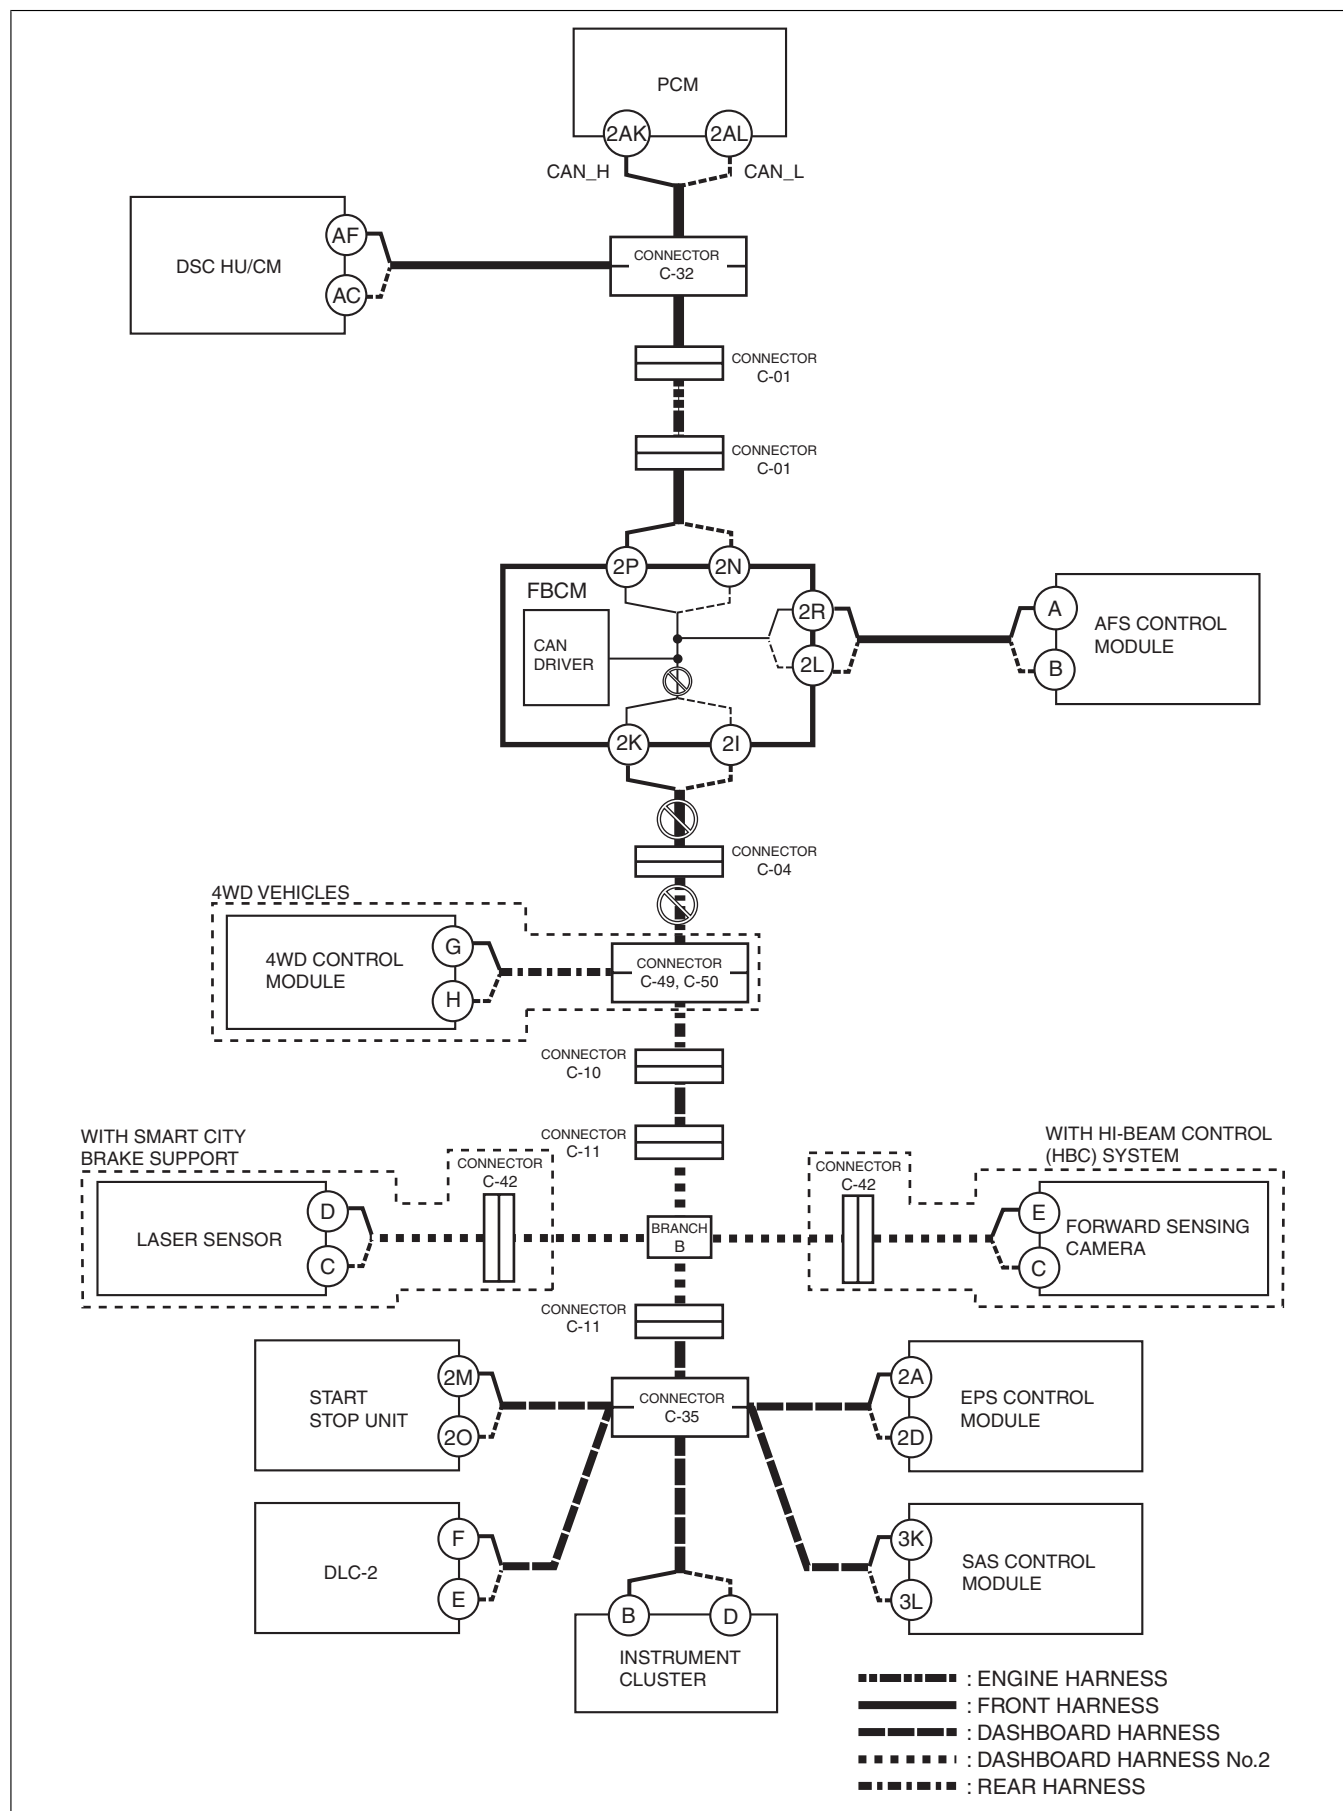 PCM
2AK
2AL
CAN_H
CAN_L
DSC HU/CM
AF
AC
CONNECTOR
C-32
CONNECTOR
C-01
CONNECTOR
C-01
2P
2N
FBCM
CAN
DRIVER
2R
2L
A
B
AFS CONTROL
MODULE
2K
2I
CONNECTOR
C-04
4WD VEHICLES
4WD CONTROL
MODULE
G
H
CONNECTOR
C-49, C-50
CONNECTOR
C-10
CONNECTOR
C-11
WITH SMART CITY
BRAKE SUPPORT
CONNECTOR
C-42
LASER SENSOR
D
C
BRANCH
B
WITH HI-BEAM CONTROL
(HBC) SYSTEM
CONNECTOR
C-42
E
C
FORWARD SENSING
CAMERA
CONNECTOR
C-11
START
STOP UNIT
2M
2O
CONNECTOR
C-35
2A
2D
EPS CONTROL
MODULE
DLC-2
F
E
3K
3L
SAS CONTROL
MODULE
B
D
INSTRUMENT
CLUSTER
: ENGINE HARNESS
: FRONT HARNESS
: DASHBOARD HARNESS
: DASHBOARD HARNESS No.2
: REAR HARNESS